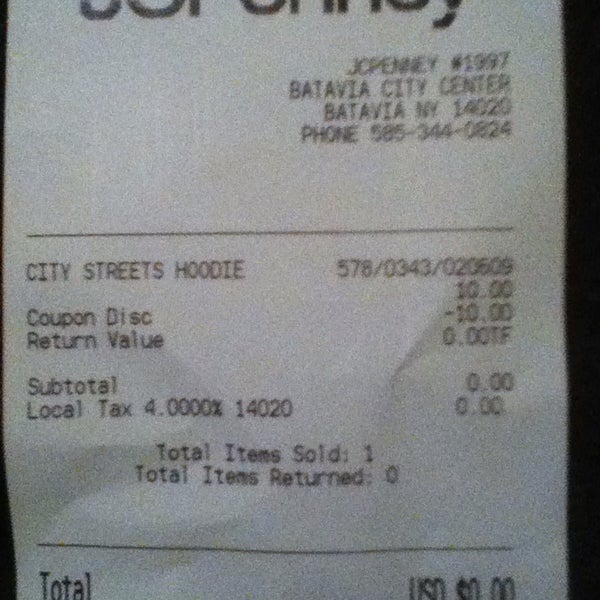 JCPenney
JCPENNEY #1997
BATAVIA CITY CENTER
BATAVIA NY 14020
PHONE 585-344-0824
CITY STREETS HOODIE 578/0343/020609
10.00
Coupon Disc -10.00
Return Value 0.00TF
Subtotal 0.00
Local Tax 4.0000% 14020 0.00
Total Items Sold: 1
Total Items Returned: 0
Total USD $0.00